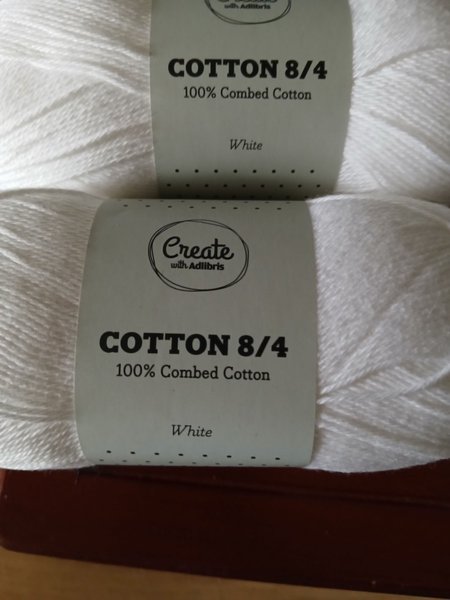 with Adlibris
COTTON 8/4
100% Combed Cotton
White
Create
with Adlibris
COTTON 8/4
100% Combed Cotton
White